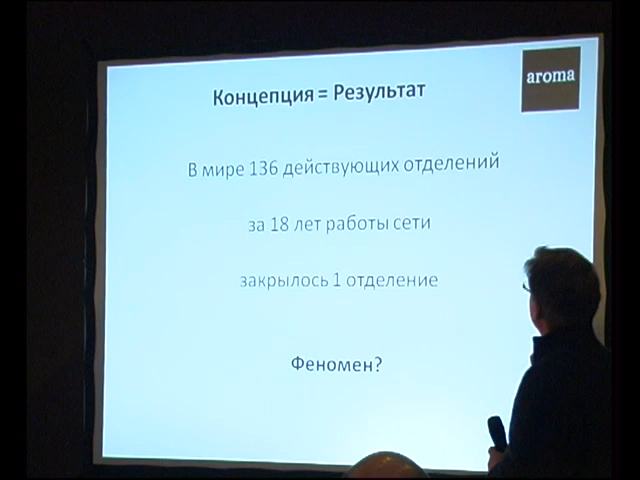 Концепция = Результат
aroma
В мире 136 действующих отделений
за 18 лет работы сети
закрылось 1 отделение
Феномен?